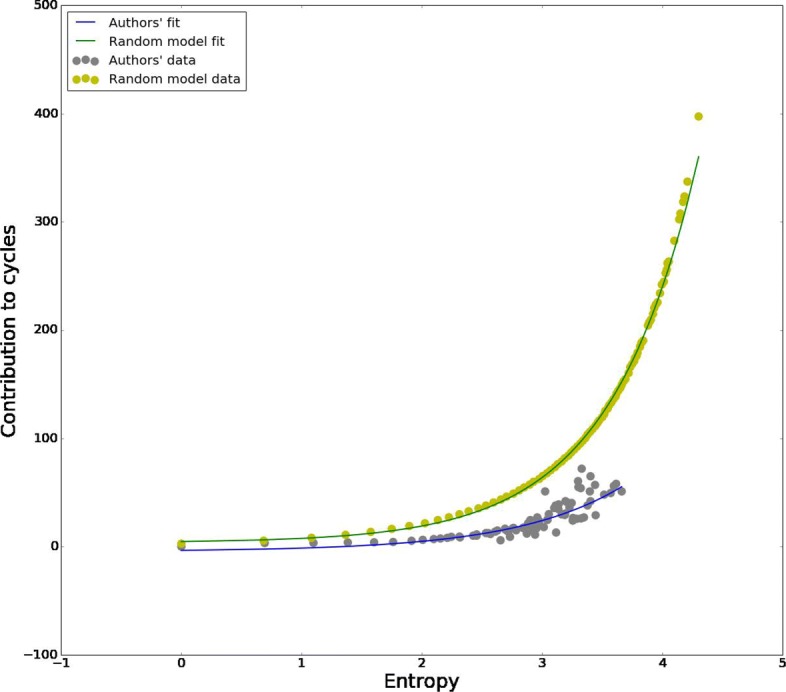 500
400
300
200
100
0
−100
Contribution to cycles
Authors' fit
Random model fit
Authors' data
Random model data
−1 0 1 2 3 4 5
Entropy